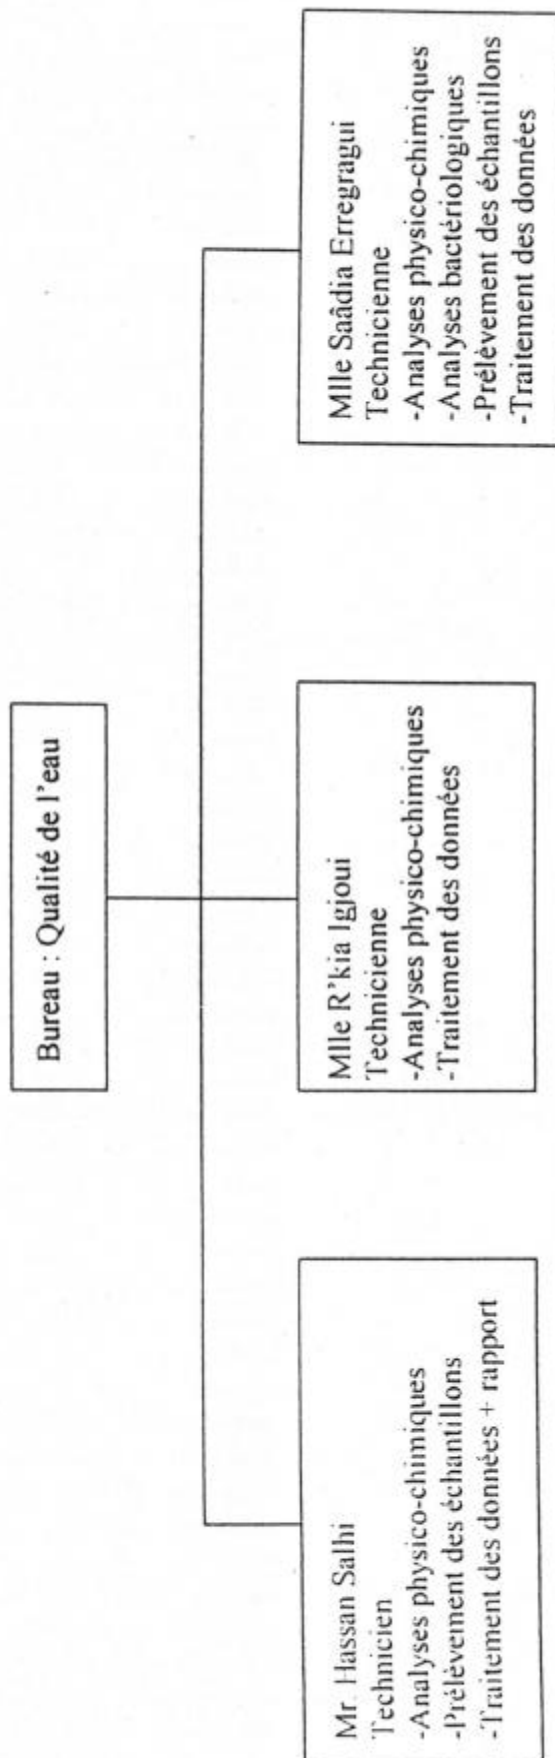 Bureau : Qualité de l'eau
Mr. Hassan Salhi
Technicien
-Analyses physico-chimiques
-Prélèvement des échantillons
-Traitement des données + rapport
Mlle R'kia Igjoui
Technicienne
-Analyses physico-chimiques
-Traitement des données
Mlle Saâdia Erregragui
Technicienne
-Analyses physico-chimiques
-Analyses bactériologiques
-Prélèvement des échantillons
-Traitement des données